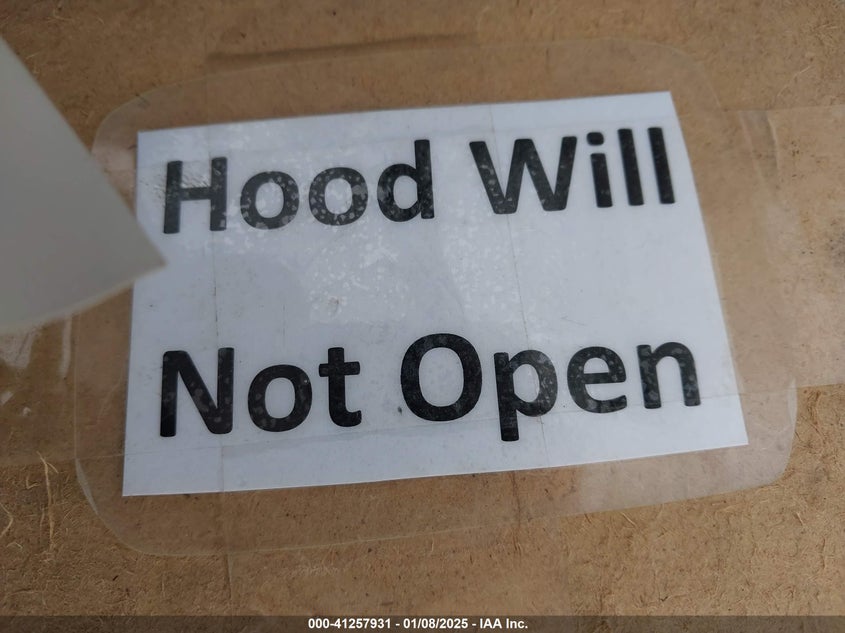 Hood Will
Not Open
000-41257931 - 01/08/2025 - IAA Inc.